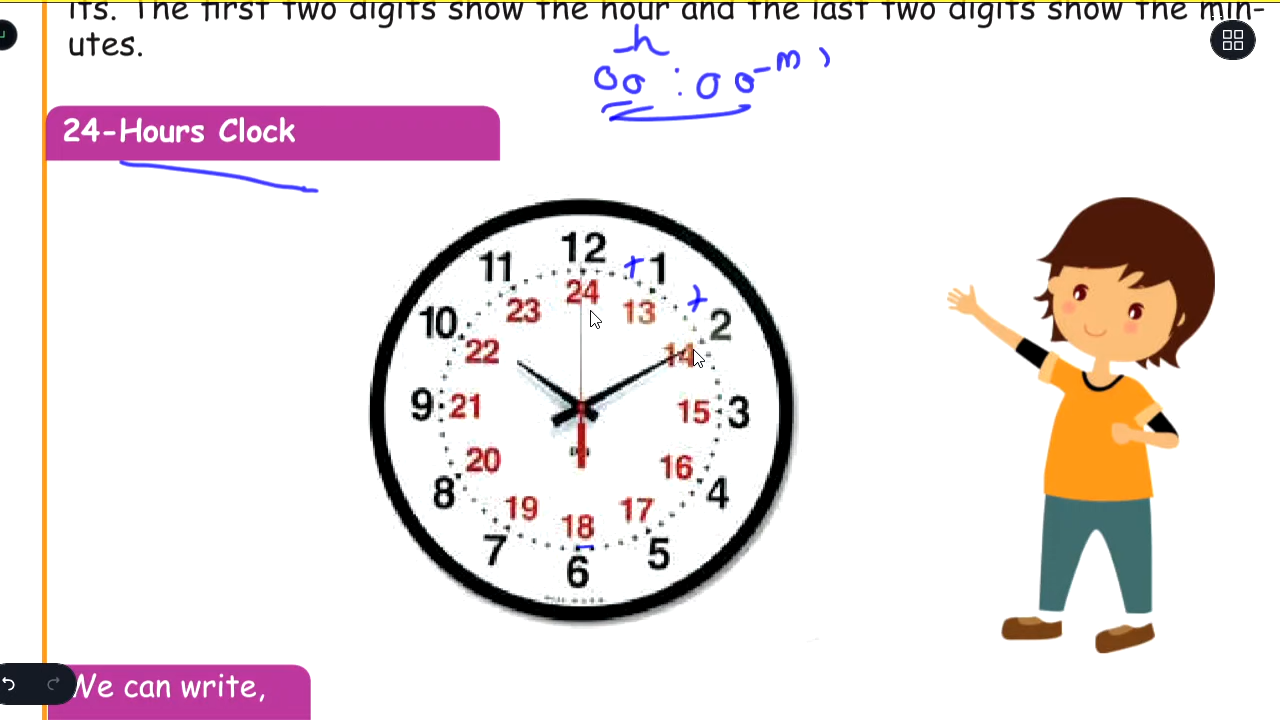 its. The first two digits show the hour and the last two digits show the min-
utes.
h
00 : 00 - m
24-Hours Clock
12
11 24 1
23 13
10 2
22 14
9 21 15 3
20 16
8 4
19 17
18
7 5
6
We can write,